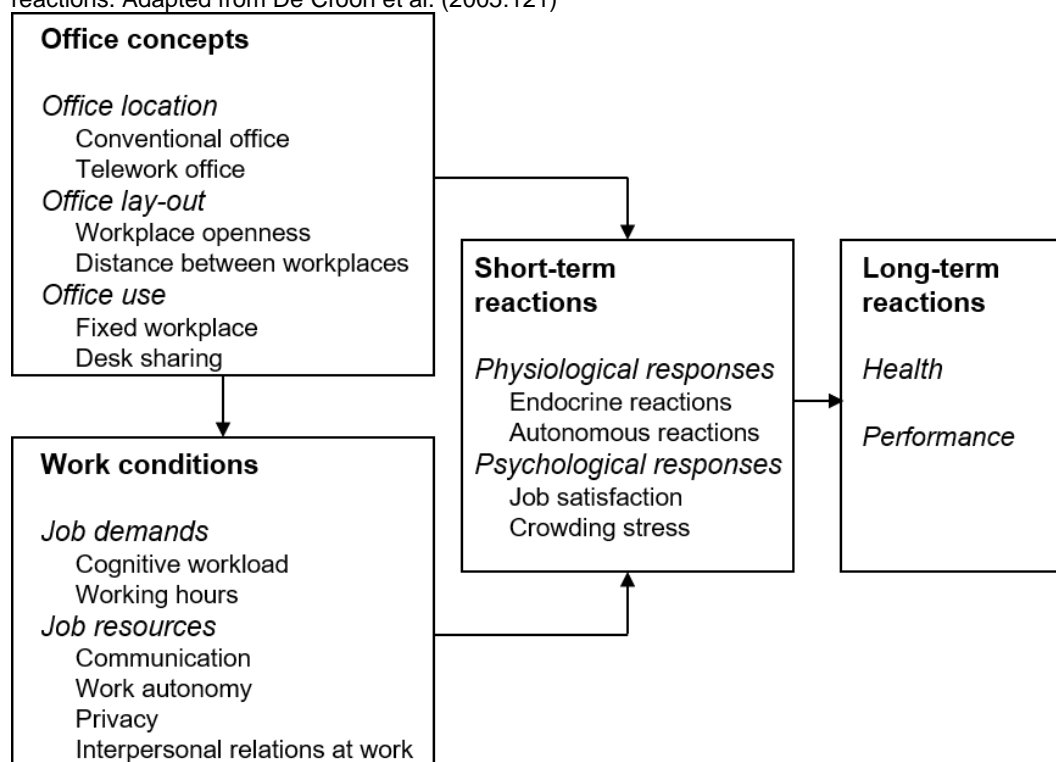 reactions. Adapted from De Croon et al. (2005:121)
Office concepts
Office location
Conventional office
Telework office
Office lay-out
Workplace openness
Distance between workplaces
Office use
Fixed workplace
Desk sharing
Work conditions
Job demands
Cognitive workload
Working hours
Job resources
Communication
Work autonomy
Privacy
Interpersonal relations at work
Short-term
reactions
Physiological responses
Endocrine reactions
Autonomous reactions
Psychological responses
Job satisfaction
Crowding stress
Long-term
reactions
Health
Performance